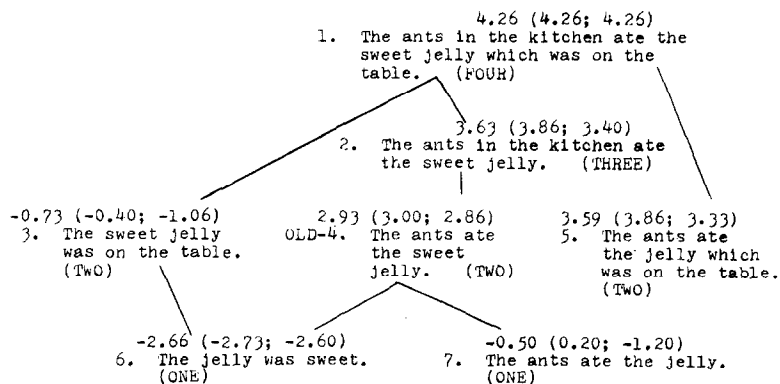 4.26 (4.26; 4.26)
1. The ants in the kitchen ate the
sweet jelly which was on the
table. (FOUR)
3.63 (3.86; 3.40)
2. The ants in the kitchen ate
the sweet jelly. (THREE)
-0.73 (-0.40; -1.06)
3. The sweet jelly
was on the table.
(TWO)
2.93 (3.00; 2.86)
OLD-4. The ants ate
the sweet
jelly. (TWO)
3.59 (3.86; 3.33)
5. The ants ate
the jelly which
was on the table.
(TWO)
-2.66 (-2.73; -2.60)
6. The jelly was sweet.
(ONE)
-0.50 (0.20; -1.20)
7. The ants ate the jelly.
(ONE)